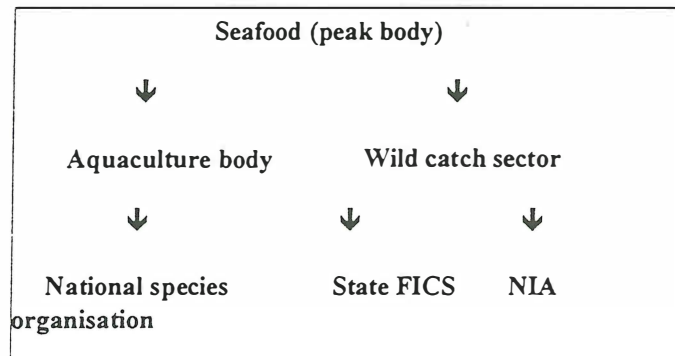 Seafood (peak body)
Aquaculture body Wild catch sector
National species State FICS NIA
organisation